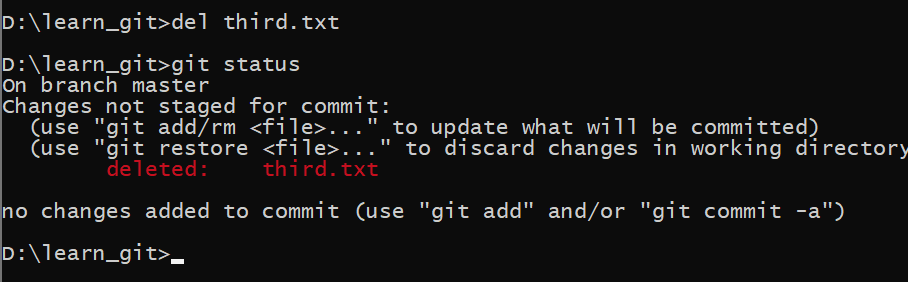 D:\learn_git>del third.txt
D:\learn_git>git status
On branch master
Changes not staged for commit:
  (use "git add/rm <file>..." to update what will be committed)
  (use "git restore <file>..." to discard changes in working directory
        deleted:    third.txt
no changes added to commit (use "git add" and/or "git commit -a")
D:\learn_git>